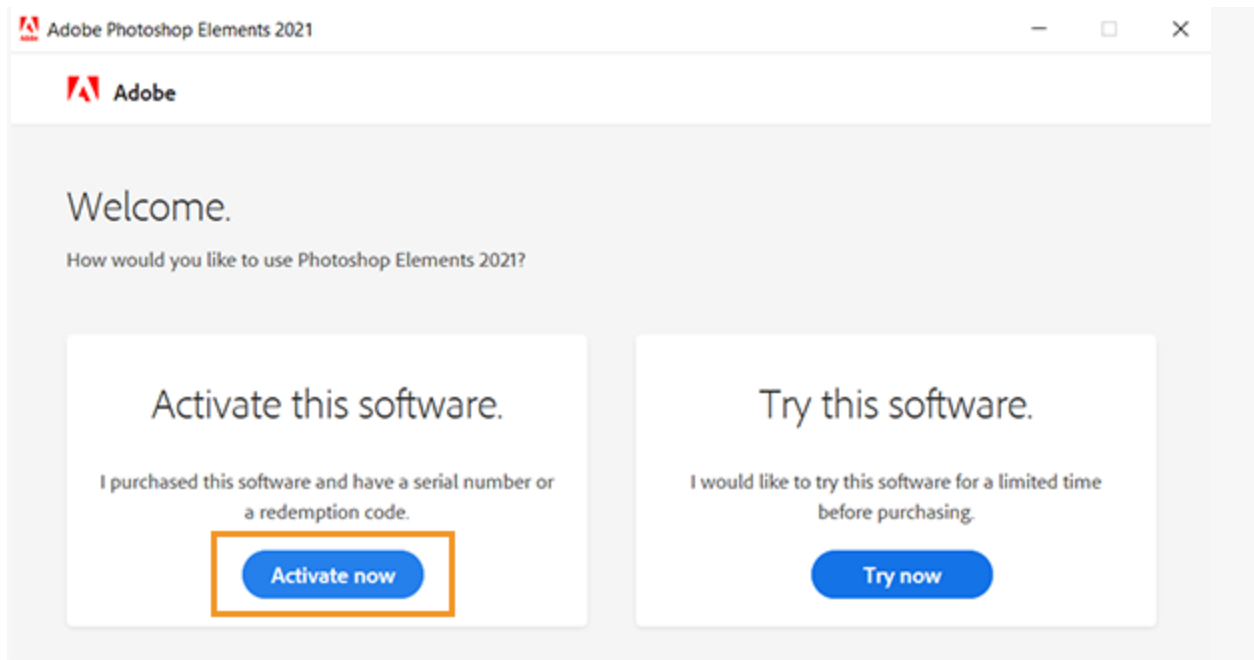 Adobe Photoshop Elements 2021
Adobe
Welcome.
How would you like to use Photoshop Elements 2021?
Activate this software.
I purchased this software and have a serial number or
a redemption code.
Activate now
Try this software.
I would like to try this software for a limited time
before purchasing.
Try now